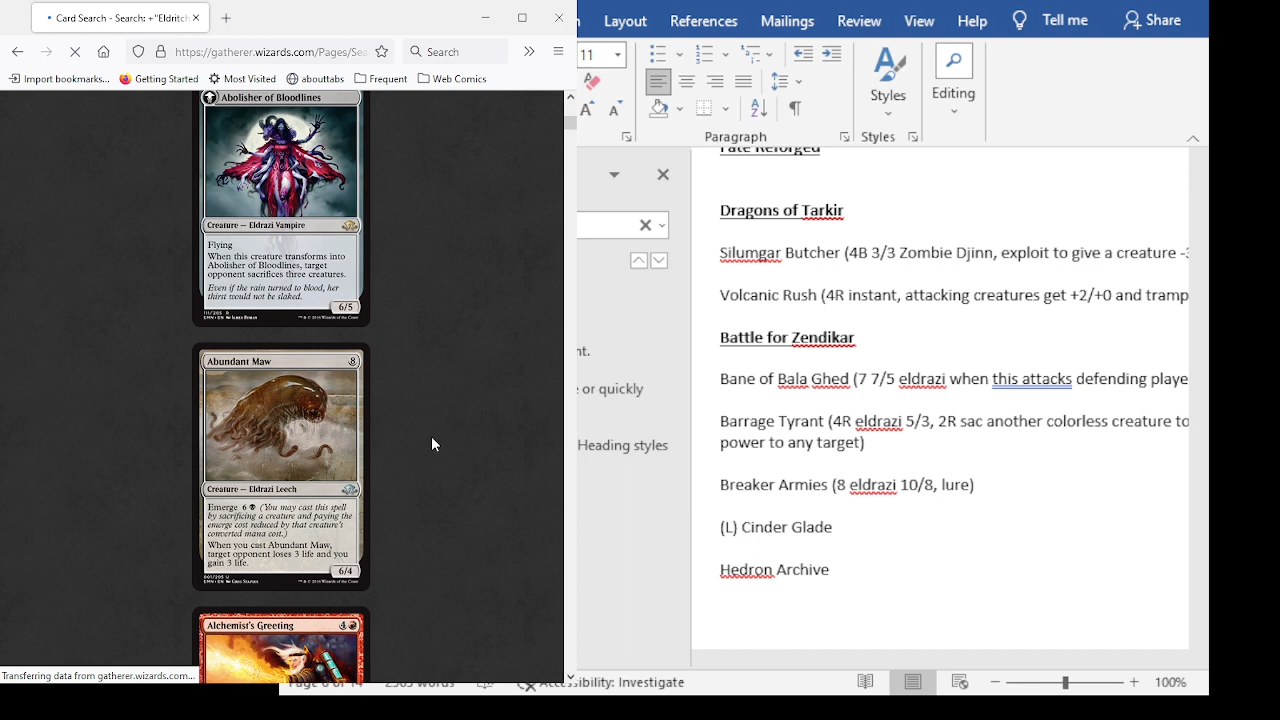 Card Search - Search: +"Eldritch
https://gatherer.wizards.com/Pages/Sea
Search
Import bookmarks...
Getting Started
Most Visited
abouttabs
Frequent
Web Comics
Abolisher of Bloodlines
Creature — Eldrazi Vampire
Flying
When this creature transforms into
Abolisher of Bloodlines, target
opponent sacrifices three creatures.
Even if the rain turned to blood, her
thirst would not be slaked.
6/5
Abundant Maw 8
Creature — Eldrazi Leech
Emerge 6 (You may cast this spell
by sacrificing a creature and paying the
emerge cost reduced by that creature's
converted mana cost.)
When you cast Abundant Maw,
target opponent loses 3 life and you
gain 3 life.
6/4
Alchemist's Greeting 4
Transferring data from gatherer.wizards.com...
Layout
References
Mailings
Review
View
Help
Tell me
Share
11
Paragraph
Styles
Styles
Editing
nt.
e or quickly
Heading styles
Fate Reforged
Dragons of Tarkir
Silumgar Butcher (4B 3/3 Zombie Djinn, exploit to give a creature -3
Volcanic Rush (4R instant, attacking creatures get +2/+0 and tramp
Battle for Zendikar
Bane of Bala Ghed (7 7/5 eldrazi when this attacks defending playe
Barrage Tyrant (4R eldrazi 5/3, 2R sac another colorless creature to
power to any target)
Breaker Armies (8 eldrazi 10/8, lure)
(L) Cinder Glade
Hedron Archive
Accessibility: Investigate
100%